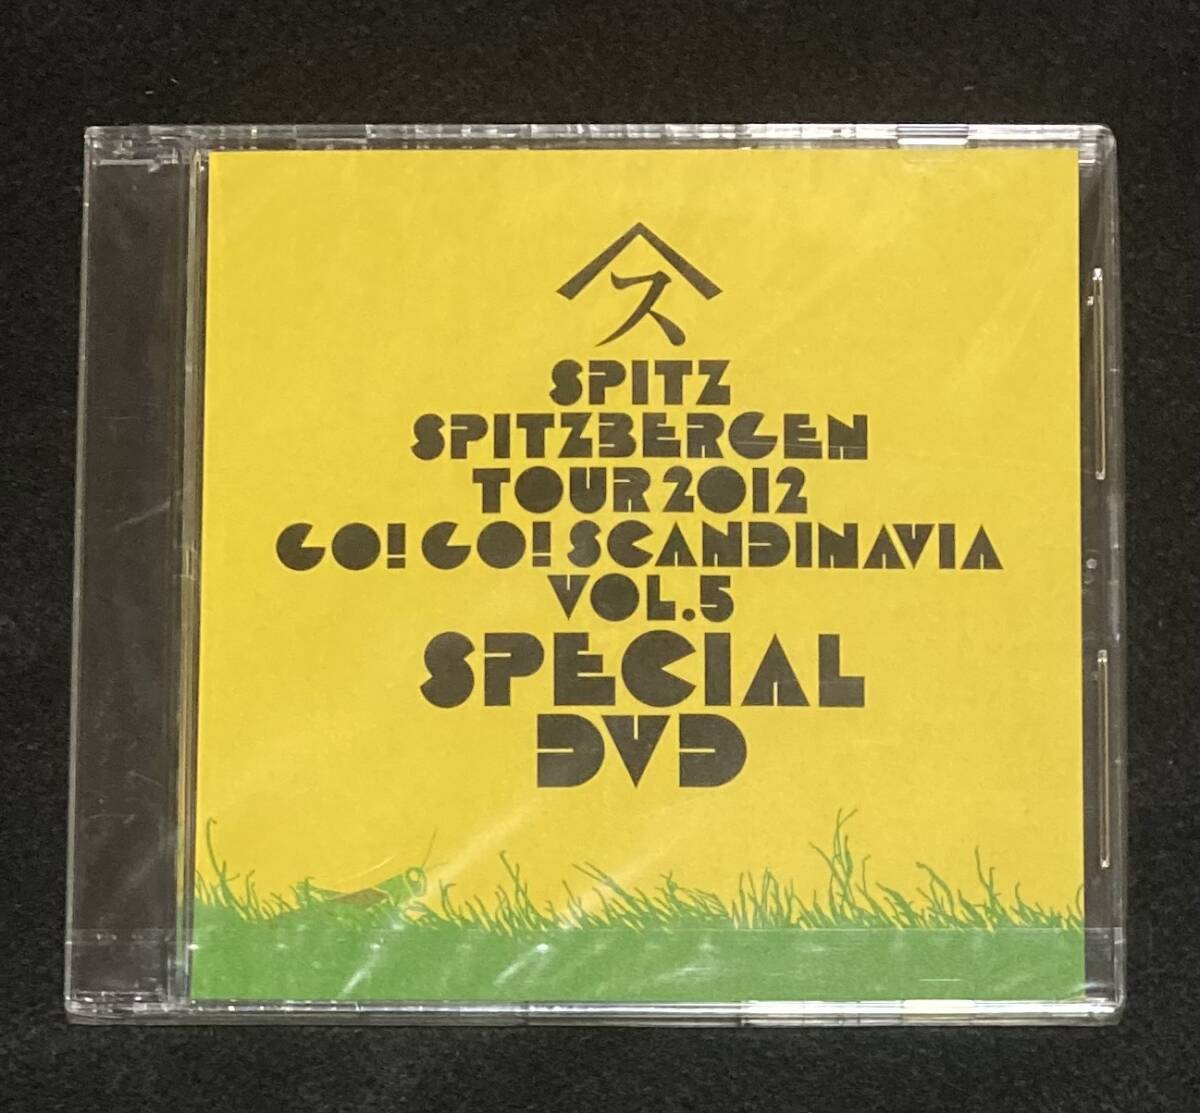 ス
SPITZ
SPITZBERGEN
TOUR 2012
GO! GO! SCANDINAVIA
VOL.5
SPECIAL
DVD